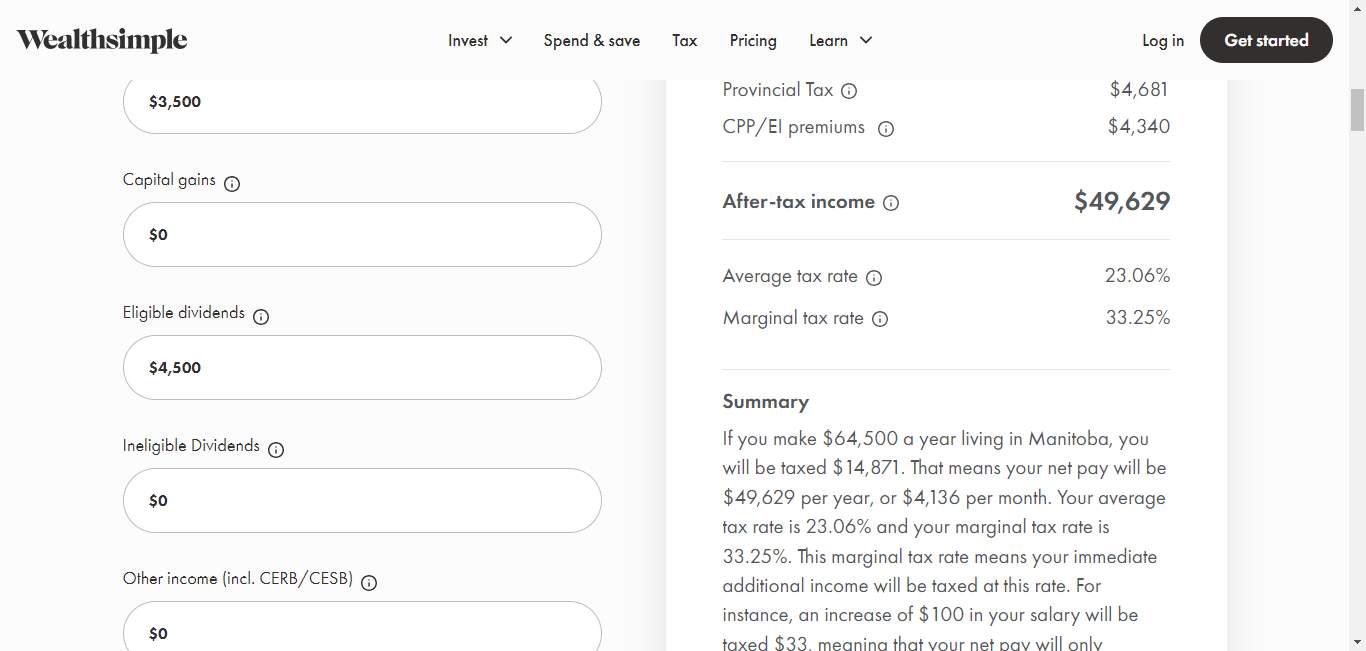 Wealthsimple
Invest
Spend & save
Tax
Pricing
Learn
Log in
Get started
$3,500
Capital gains
$0
Eligible dividends
$4,500
Ineligible Dividends
$0
Other income (incl. CERB/CESB)
$0
Provincial Tax $4,681
CPP/EI premiums $4,340
After-tax income $49,629
Average tax rate 23.06%
Marginal tax rate 33.25%
Summary
If you make $64,500 a year living in Manitoba, you
will be taxed $14,871. That means your net pay will be
$49,629 per year, or $4,136 per month. Your average
tax rate is 23.06% and your marginal tax rate is
33.25%. This marginal tax rate means your immediate
additional income will be taxed at this rate. For
instance, an increase of $100 in your salary will be
taxed $33, meaning that your net pay will only